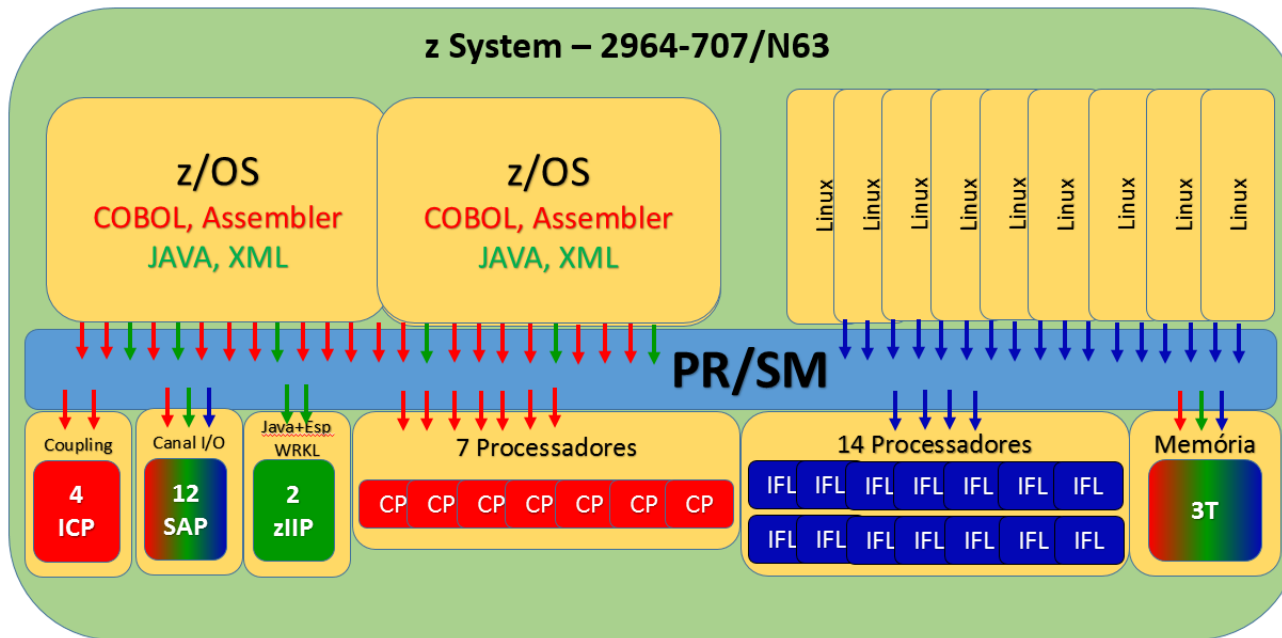 z System – 2964-707/N63
z/OS
COBOL, Assembler
JAVA, XML
z/OS
COBOL, Assembler
JAVA, XML
Linux
Linux
Linux
Linux
Linux
Linux
Linux
Linux
Linux
PR/SM
Coupling
4
ICP
Canal I/O
12
SAP
Java+Esp
WRKL
2
zIIP
7 Processadores
CP CP CP CP CP CP CP
14 Processadores
IFL IFL IFL IFL IFL IFL IFL
IFL IFL IFL IFL IFL IFL IFL
Memória
3T